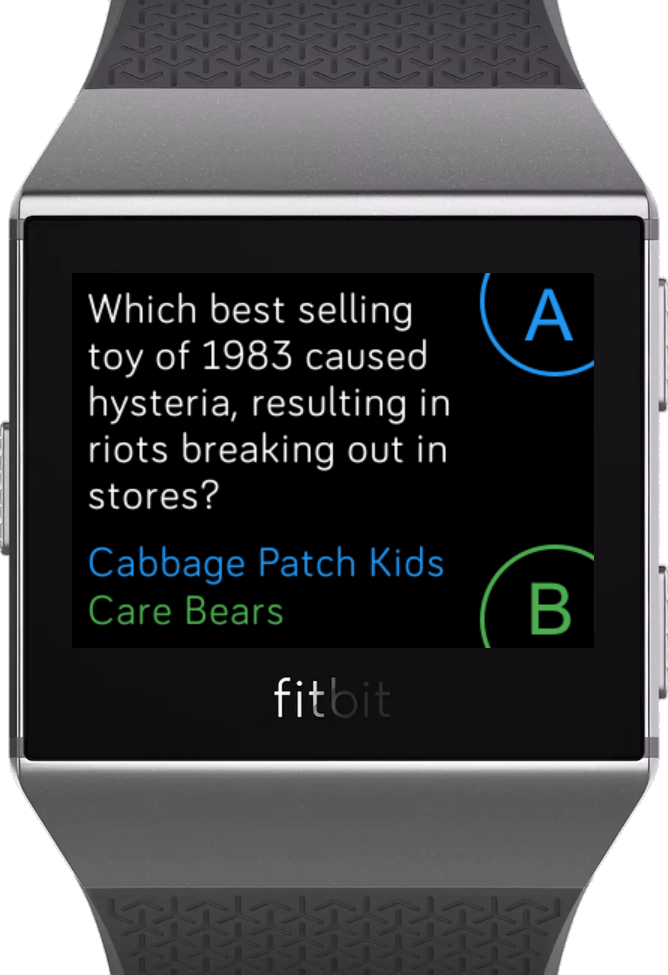 Which best selling
toy of 1983 caused
hysteria, resulting in
riots breaking out in
stores?
A
Cabbage Patch Kids
Care Bears
B
fitbit